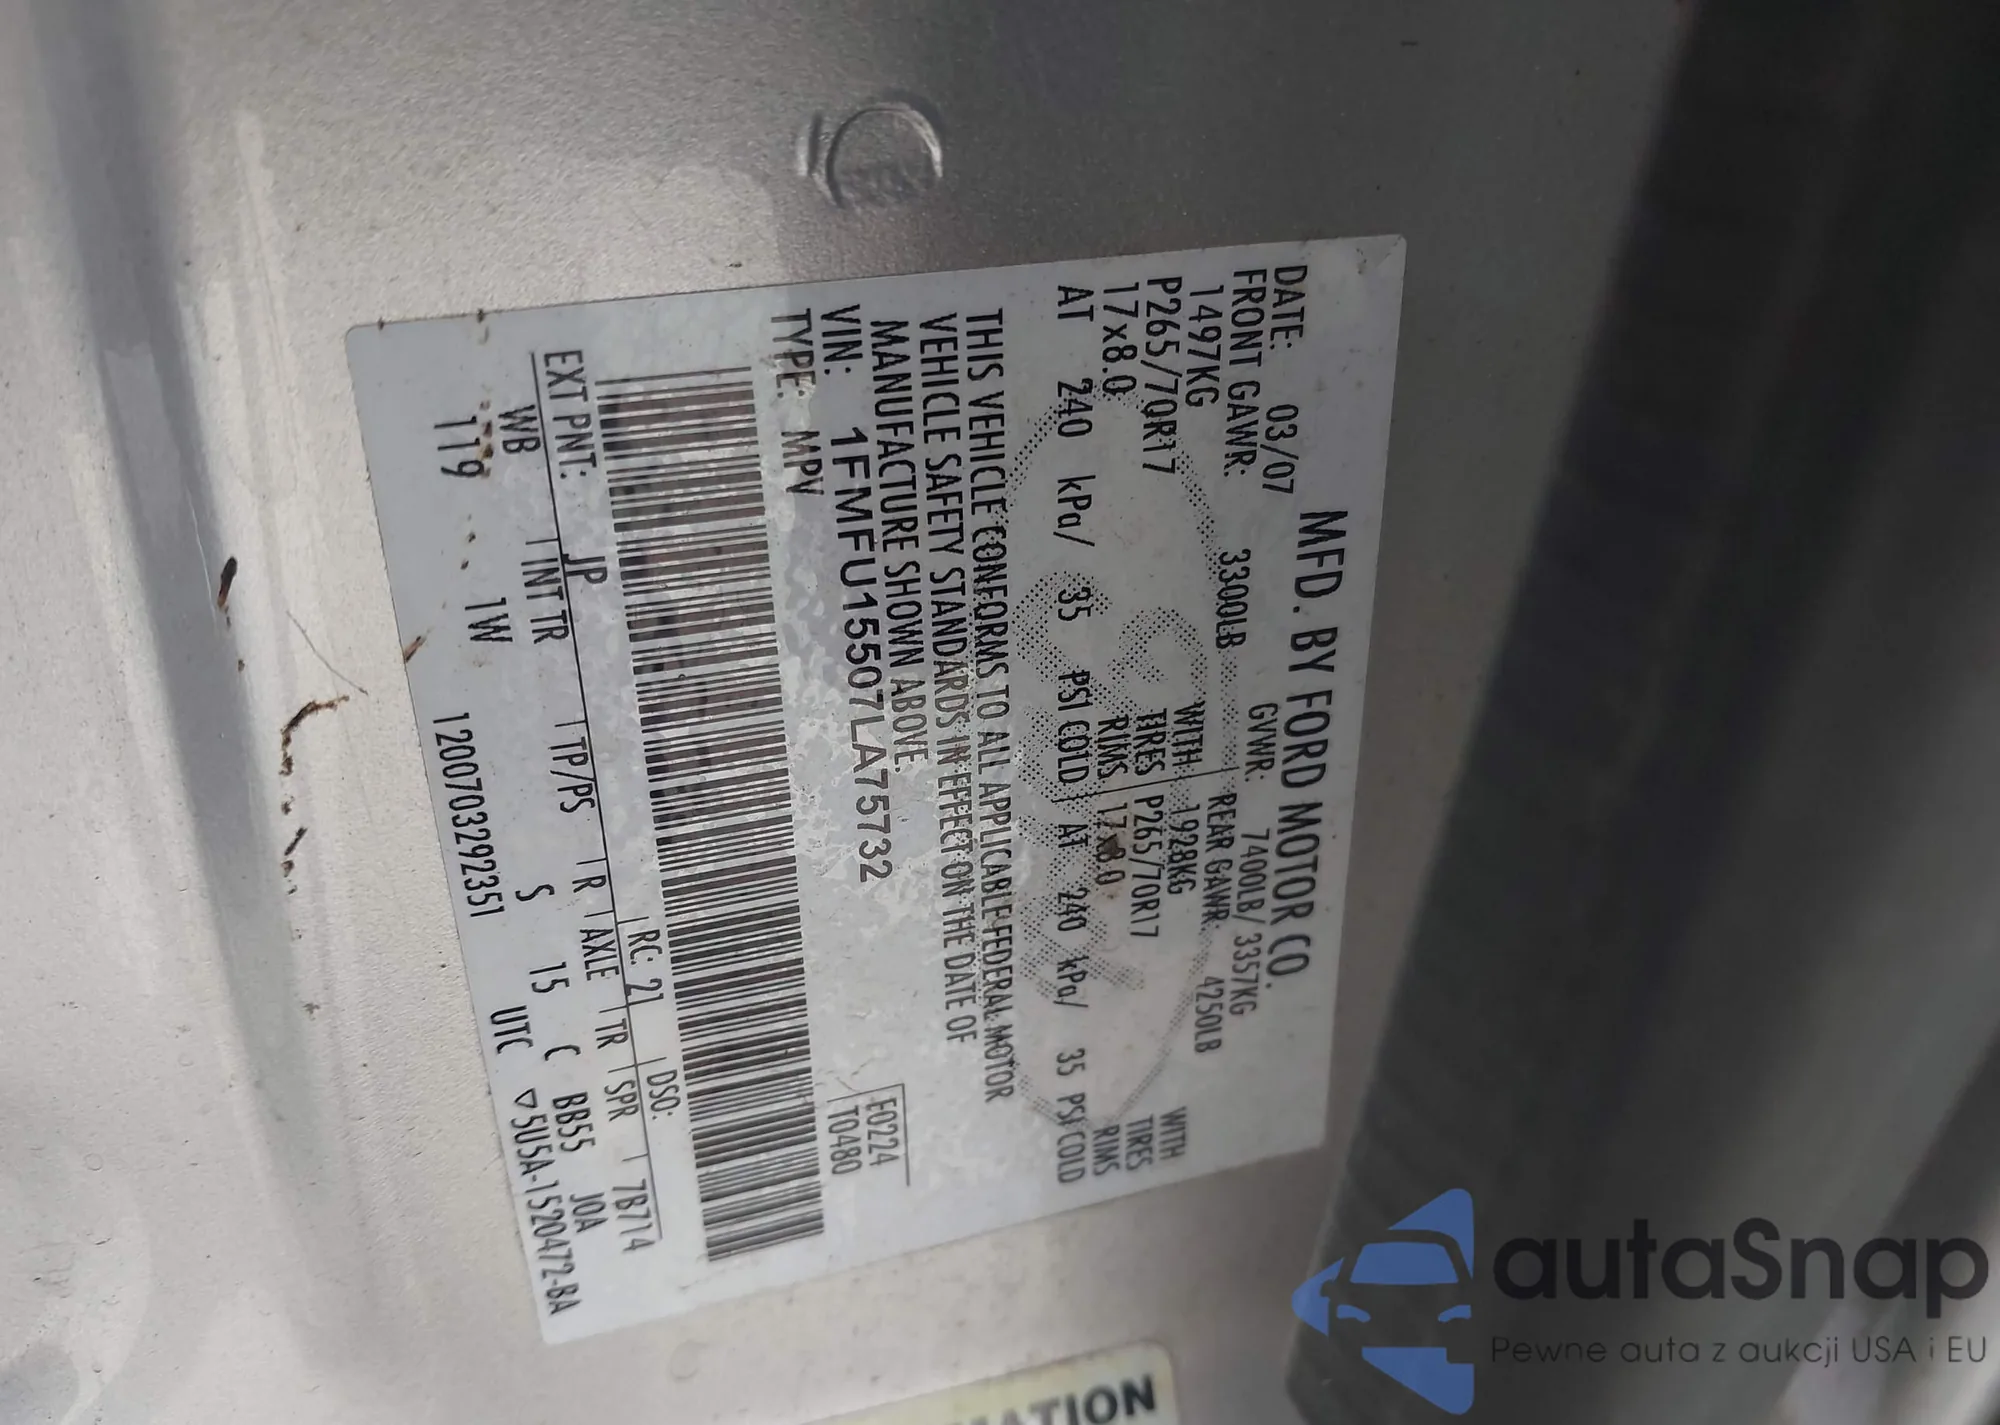 MFD. BY FORD MOTOR CO.
DATE: 03/07 GVWR: 7400LB/ 3357KG
FRONT GAWR: 3300LB REAR GAWR: 4250LB
1497KG WITH 1928KG WITH
P265/70R17 TIRES P265/70R17 TIRES
17x8.0 RIMS 17x8.0 RIMS
AT 240 kPa/ 35 PSI COLD AT 240 kPa/ 35 PSI COLD
THIS VEHICLE CONFORMS TO ALL APPLICABLE FEDERAL MOTOR
VEHICLE SAFETY STANDARDS IN EFFECT ON THE DATE OF
MANUFACTURE SHOWN ABOVE.
VIN: 1FMFU15507LA75732 E0224
TYPE: MPV T0480
EXT PNT: JP RC: 21 DSO:
WB INT TR TP/PS R AXLE TR SPR 7B714
119 1W S 15 C BB55 J0A
1200703292351 UTC ▽5U5A-1520472-BA
autaSnap
Pewne auta z aukcji USA i EU